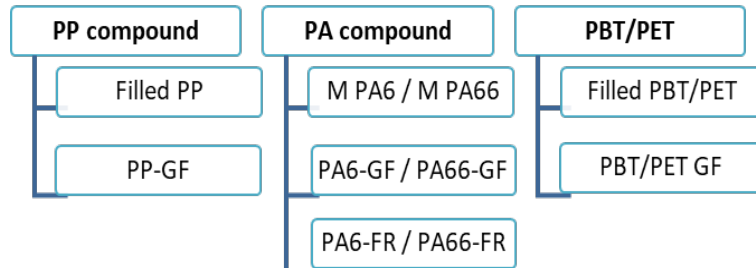 PP compound
Filled PP
PP-GF
PA compound
M PA6 / M PA66
PA6-GF / PA66-GF
PA6-FR / PA66-FR
PBT/PET
Filled PBT/PET
PBT/PET GF